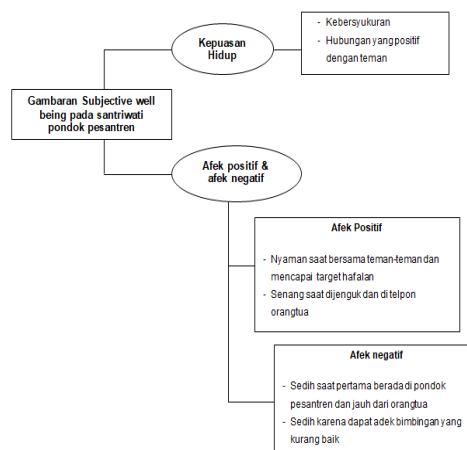 Kepuasan
Hidup
- Kebersyukuran
- Hubungan yang positif
dengan teman
Gambaran Subjective well
being pada santriwati
pondok pesantren
Afek positif &
afek negatif
Afek Positif
- Nyaman saat bersama teman-teman dan
mencapai target hafalan
- Senang saat dijenguk dan di telpon
orangtua
Afek negatif
- Sedih saat pertama berada di pondok
pesantren dan jauh dari orangtua
- Sedih karena dapat adek bimbingan yang
kurang baik